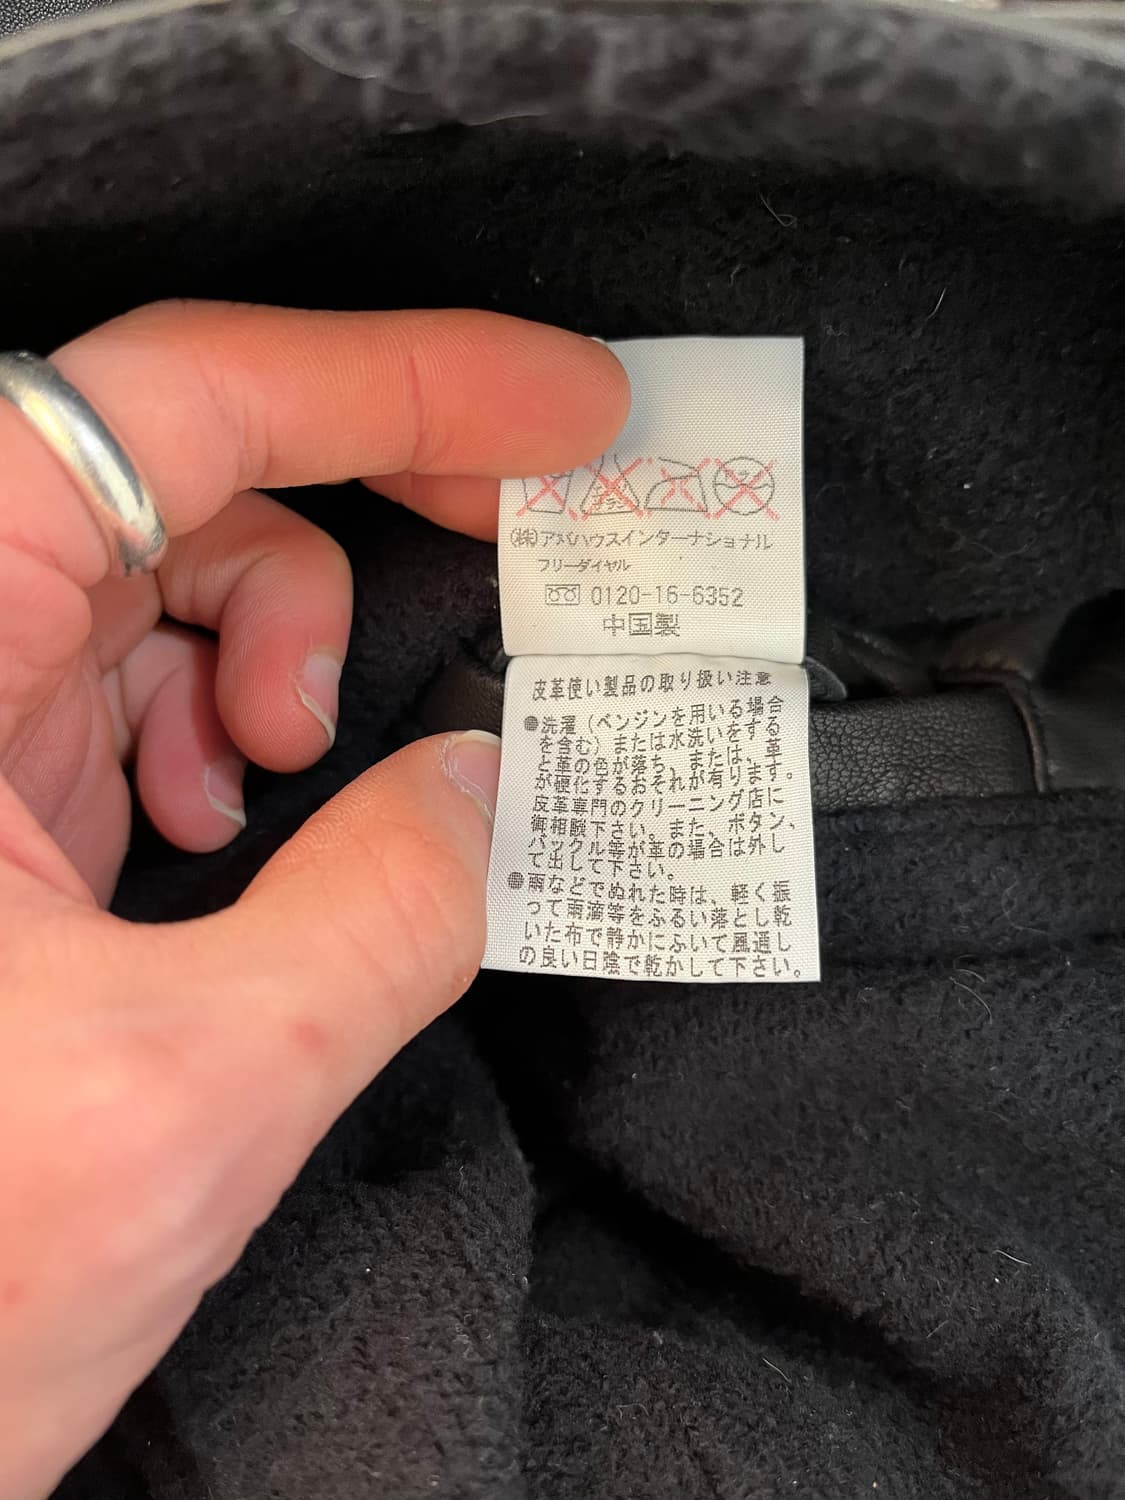 (株)アバハウスインターナショナル
フリーダイヤル
0120-16-6352
中国製
皮革使い製品の取り扱い注意
●洗濯（ベンジンを用いる場合
を含む）または水洗いをする
と革の色が落ち、または、革
が硬化するおそれが有ります。
皮革専門のクリーニング店に
御相談下さい。また、ボタン、
バックル等が革の場合は外し
て出して下さい。
●雨などでぬれた時は、軽く振
って雨滴等をふるい落とし乾
いた布で静かにふいて風通し
の良い日陰で乾かして下さい。